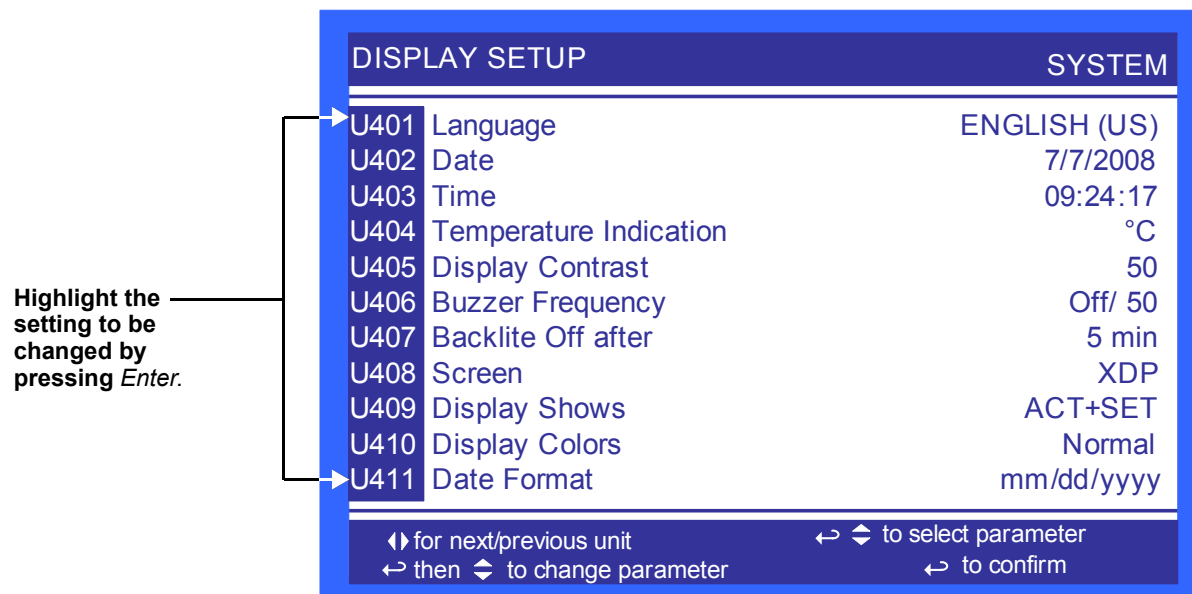 DISPLAY SETUP SYSTEM
U401 Language ENGLISH (US)
U402 Date 7/7/2008
U403 Time 09:24:17
U404 Temperature Indication °C
U405 Display Contrast 50
U406 Buzzer Frequency Off/ 50
U407 Backlite Off after 5 min
U408 Screen XDP
U409 Display Shows ACT+SET
U410 Display Colors Normal
U411 Date Format mm/dd/yyyy
for next/previous unit ↵ to select parameter
↵ then to change parameter ↵ to confirm
Highlight the
setting to be
changed by
pressing Enter.